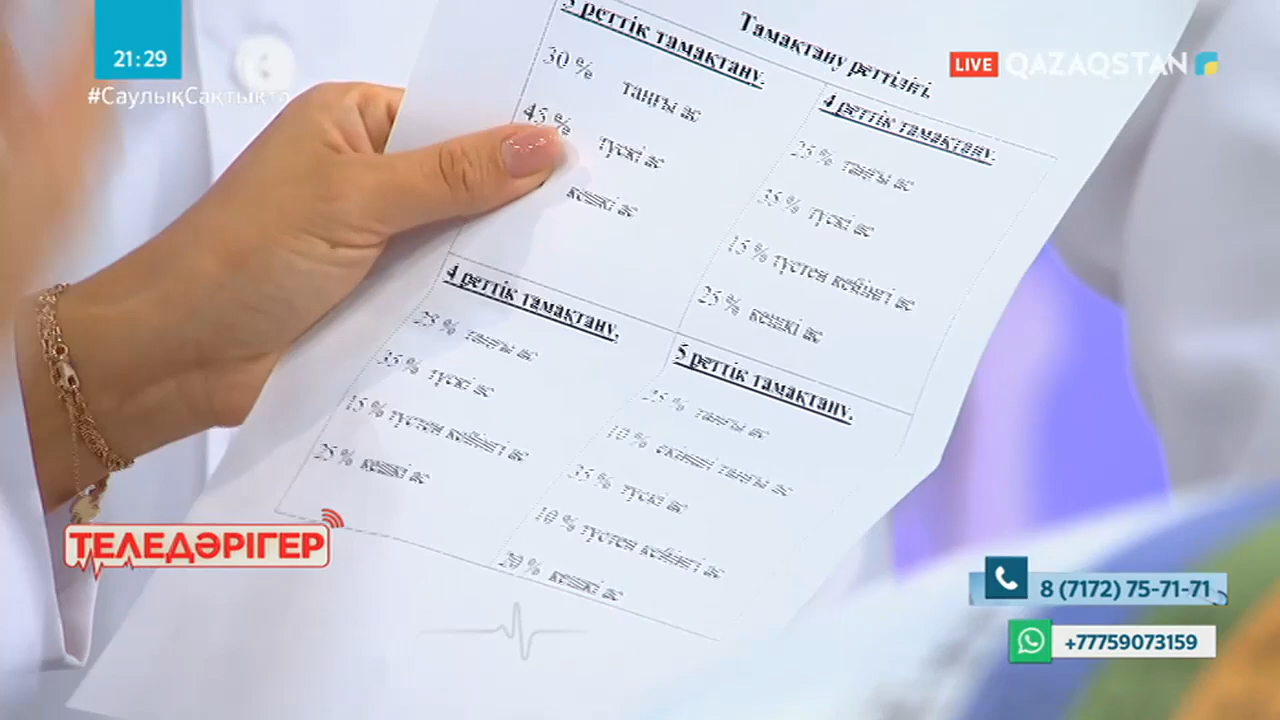 21:29
#СаулықСақтықта
LIVE QAZAQSTAN
Тамақтану реттілігі.
3 реттік тамақтану.
30 % таңғы ас
45 % түскі ас
кешкі ас
4 реттік тамақтану.
25 % таңғы ас
35 % түскі ас
15 % түстен кейінгі ас
25 % кешкі ас
4 реттік тамақтану.
25 % таңғы ас
35 % түскі ас
15 % түстен кейінгі ас
25 % кешкі ас
5 реттік тамақтану.
25 % таңғы ас
10 % екінші таңғы ас
35 % түскі ас
10 % түстен кейінгі ас
20 % кешкі ас
ТЕЛЕДӘРІГЕР
8 (7172) 75-71-71
+77759073159